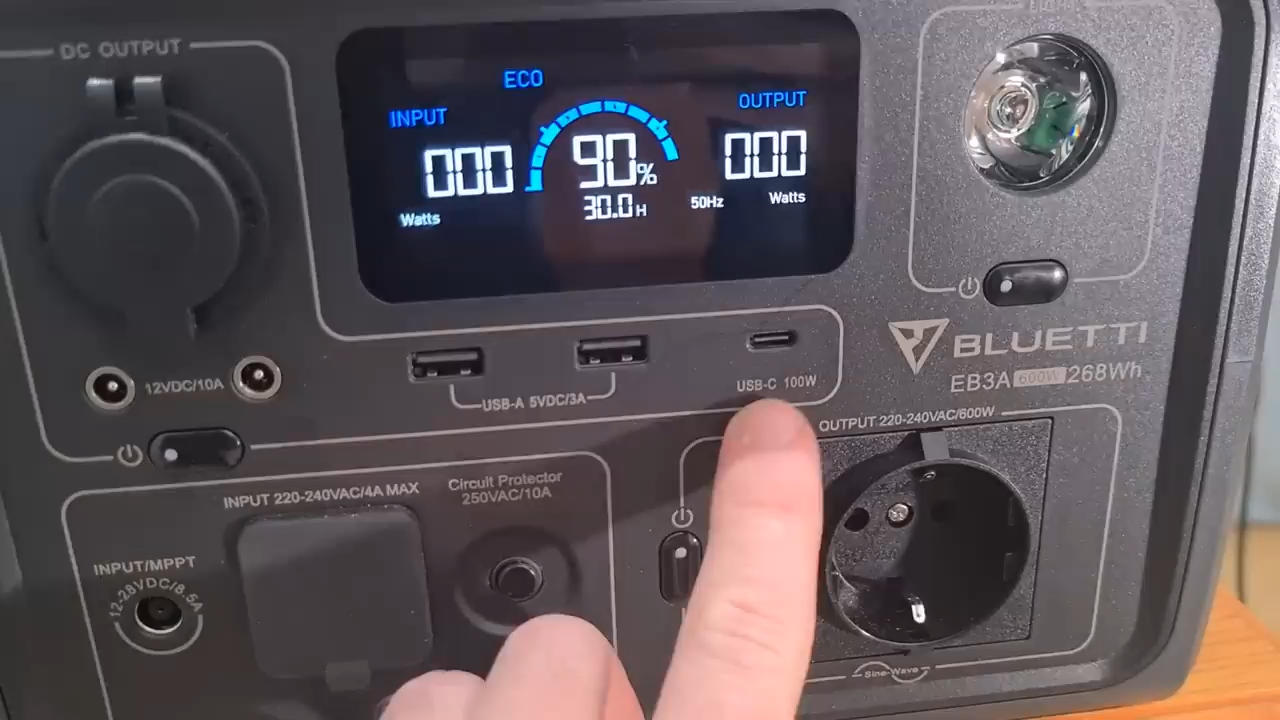 DC OUTPUT
ECO
INPUT
OUTPUT
000
90%
000
30.0H
50Hz
Watts
Watts
12VDC/10A
USB-A 5VDC/3A
USB-C 100W
BLUETTI
EB3A 600W 268Wh
OUTPUT 220-240VAC/600W
INPUT 220-240VAC/4A MAX
Circuit Protector
250VAC/10A
INPUT/MPPT
12-28VDC/8.5A
Sine-Wave